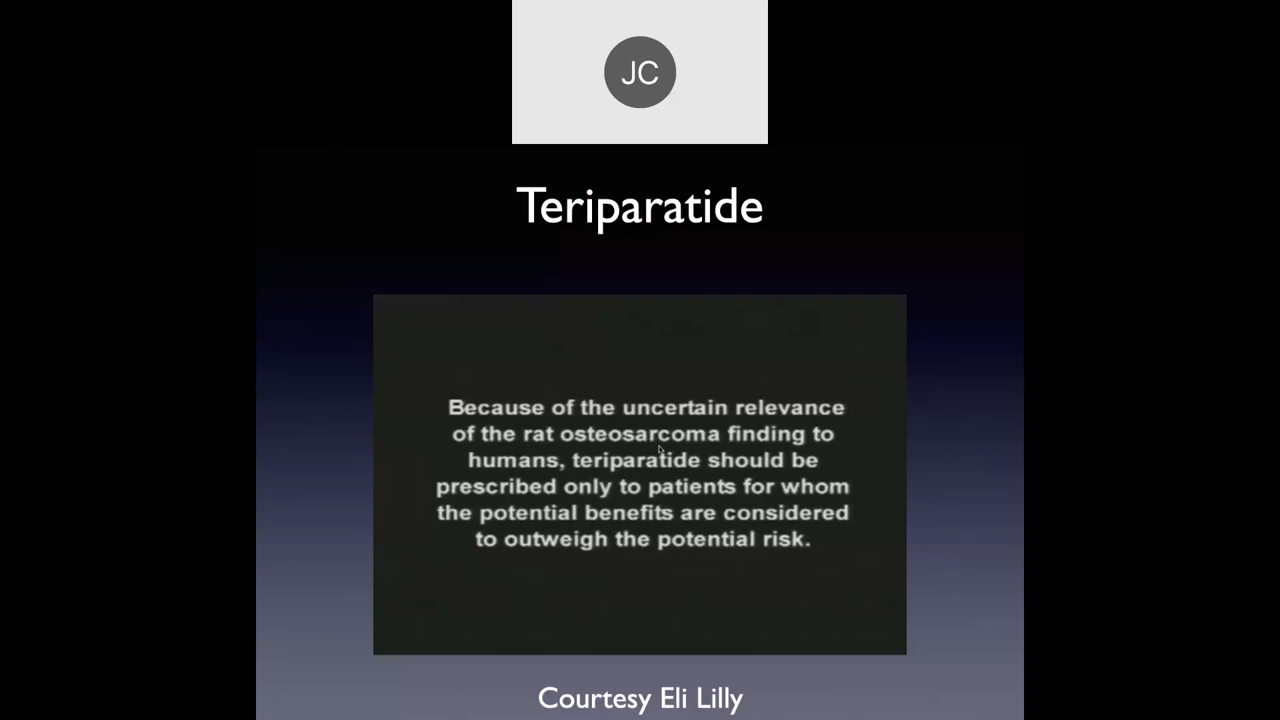 JC
Teriparatide
Because of the uncertain relevance
of the rat osteosarcoma finding to
humans, teriparatide should be
prescribed only to patients for whom
the potential benefits are considered
to outweigh the potential risk.
Courtesy Eli Lilly